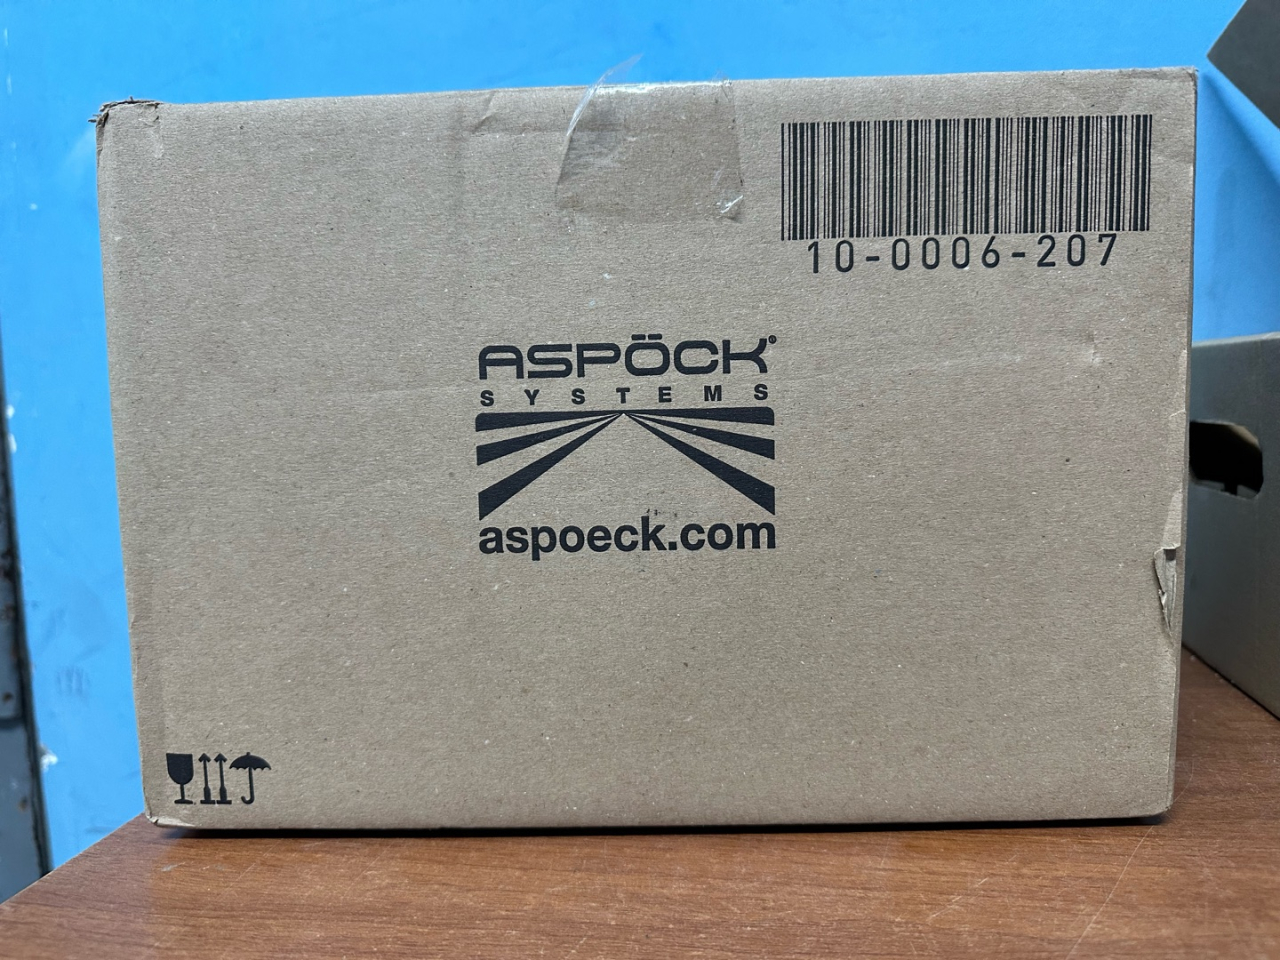 10-0006-207
ASPÖCK
SYSTEMS
aspoeck.com